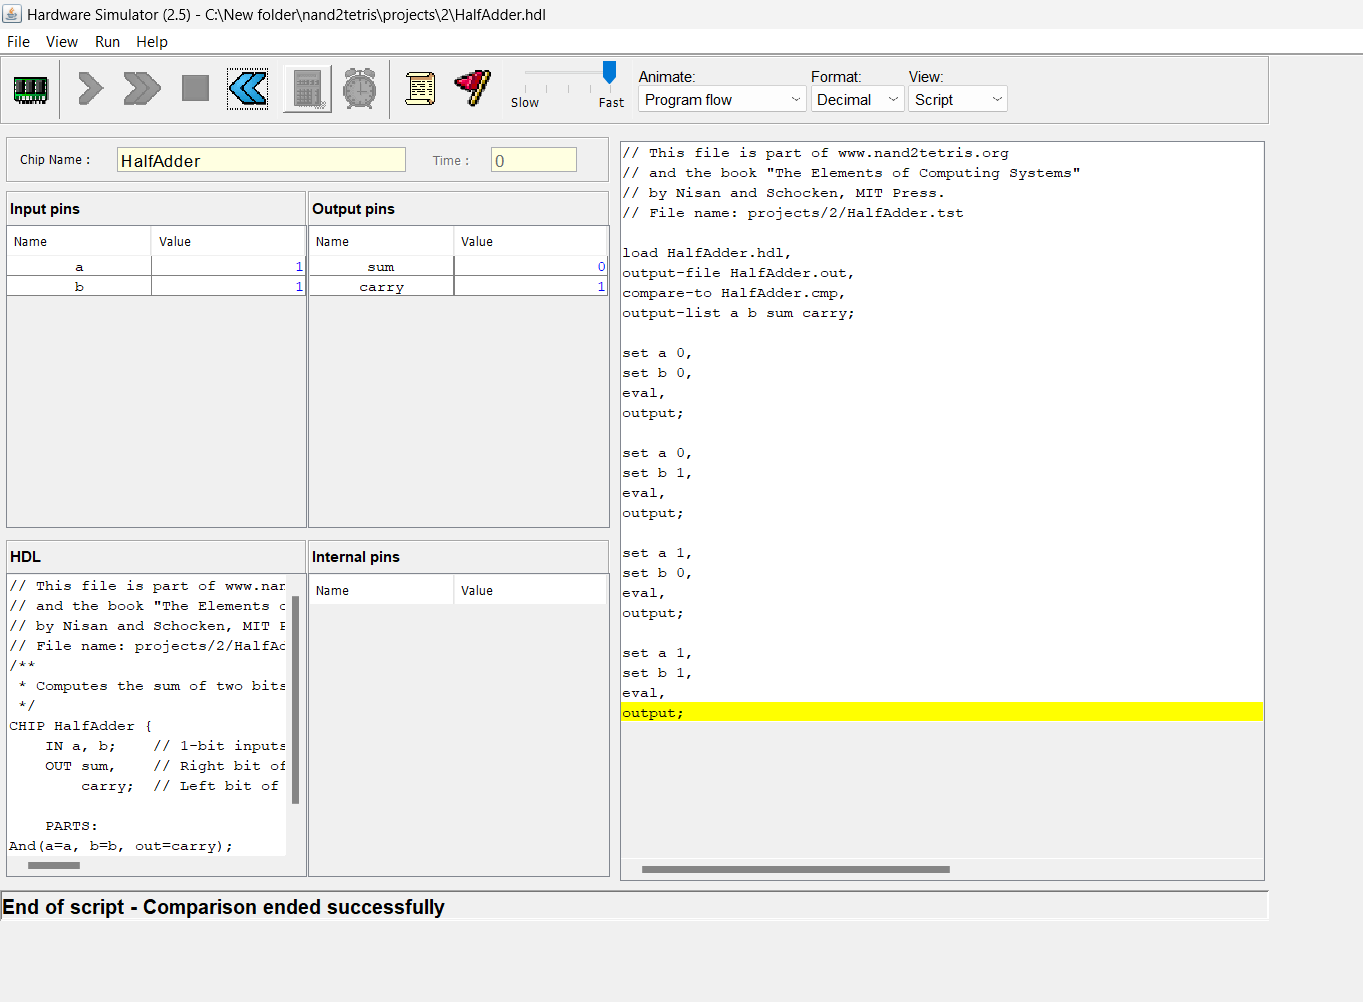 Hardware Simulator (2.5) - C:\New folder\nand2tetris\projects\2\HalfAdder.hdl
File View Run Help
Slow Fast
Animate: Format: View:
Program flow Decimal Script
Chip Name : HalfAdder Time : 0
Input pins
Name Value
a 1
b 1
Output pins
Name Value
sum 0
carry 1
HDL
// This file is part of www.nan
// and the book "The Elements o
// by Nisan and Schocken, MIT P
// File name: projects/2/HalfAd
/**
* Computes the sum of two bits
*/
CHIP HalfAdder {
IN a, b; // 1-bit inputs
OUT sum, // Right bit of
carry; // Left bit of
PARTS:
And(a=a, b=b, out=carry);
Internal pins
Name Value
// This file is part of www.nand2tetris.org
// and the book "The Elements of Computing Systems"
// by Nisan and Schocken, MIT Press.
// File name: projects/2/HalfAdder.tst
load HalfAdder.hdl,
output-file HalfAdder.out,
compare-to HalfAdder.cmp,
output-list a b sum carry;
set a 0,
set b 0,
eval,
output;
set a 0,
set b 1,
eval,
output;
set a 1,
set b 0,
eval,
output;
set a 1,
set b 1,
eval,
output;
End of script - Comparison ended successfully